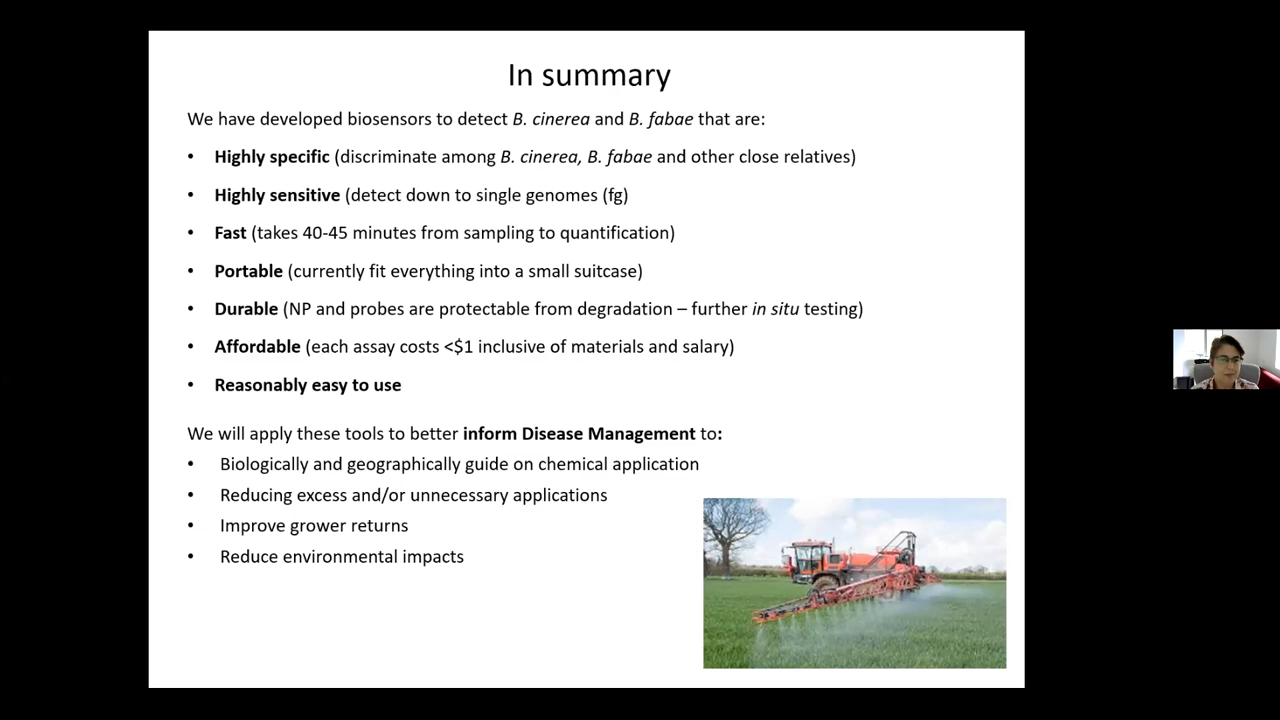 In summary
We have developed biosensors to detect B. cinerea and B. fabae that are:
• Highly specific (discriminate among B. cinerea, B. fabae and other close relatives)
• Highly sensitive (detect down to single genomes (fg)
• Fast (takes 40-45 minutes from sampling to quantification)
• Portable (currently fit everything into a small suitcase)
• Durable (NP and probes are protectable from degradation – further in situ testing)
• Affordable (each assay costs <$1 inclusive of materials and salary)
• Reasonably easy to use
We will apply these tools to better inform Disease Management to:
• Biologically and geographically guide on chemical application
• Reducing excess and/or unnecessary applications
• Improve grower returns
• Reduce environmental impacts